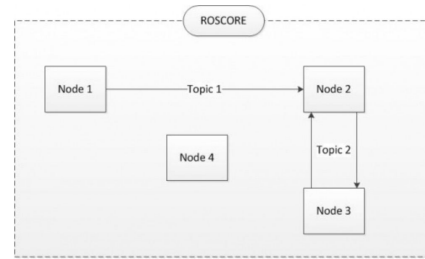 ROSCORE
Node 1
Topic 1
Node 2
Node 4
Topic 2
Node 3